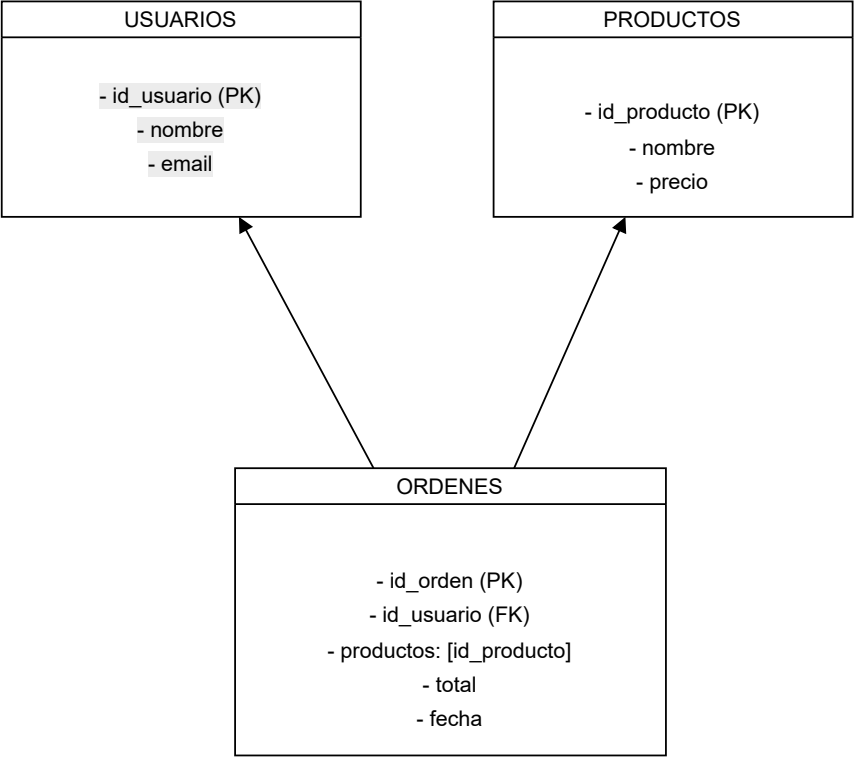 USUARIOS
- id_usuario (PK)
- nombre
- email
PRODUCTOS
- id_producto (PK)
- nombre
- precio
ORDENES
- id_orden (PK)
- id_usuario (FK)
- productos: [id_producto]
- total
- fecha